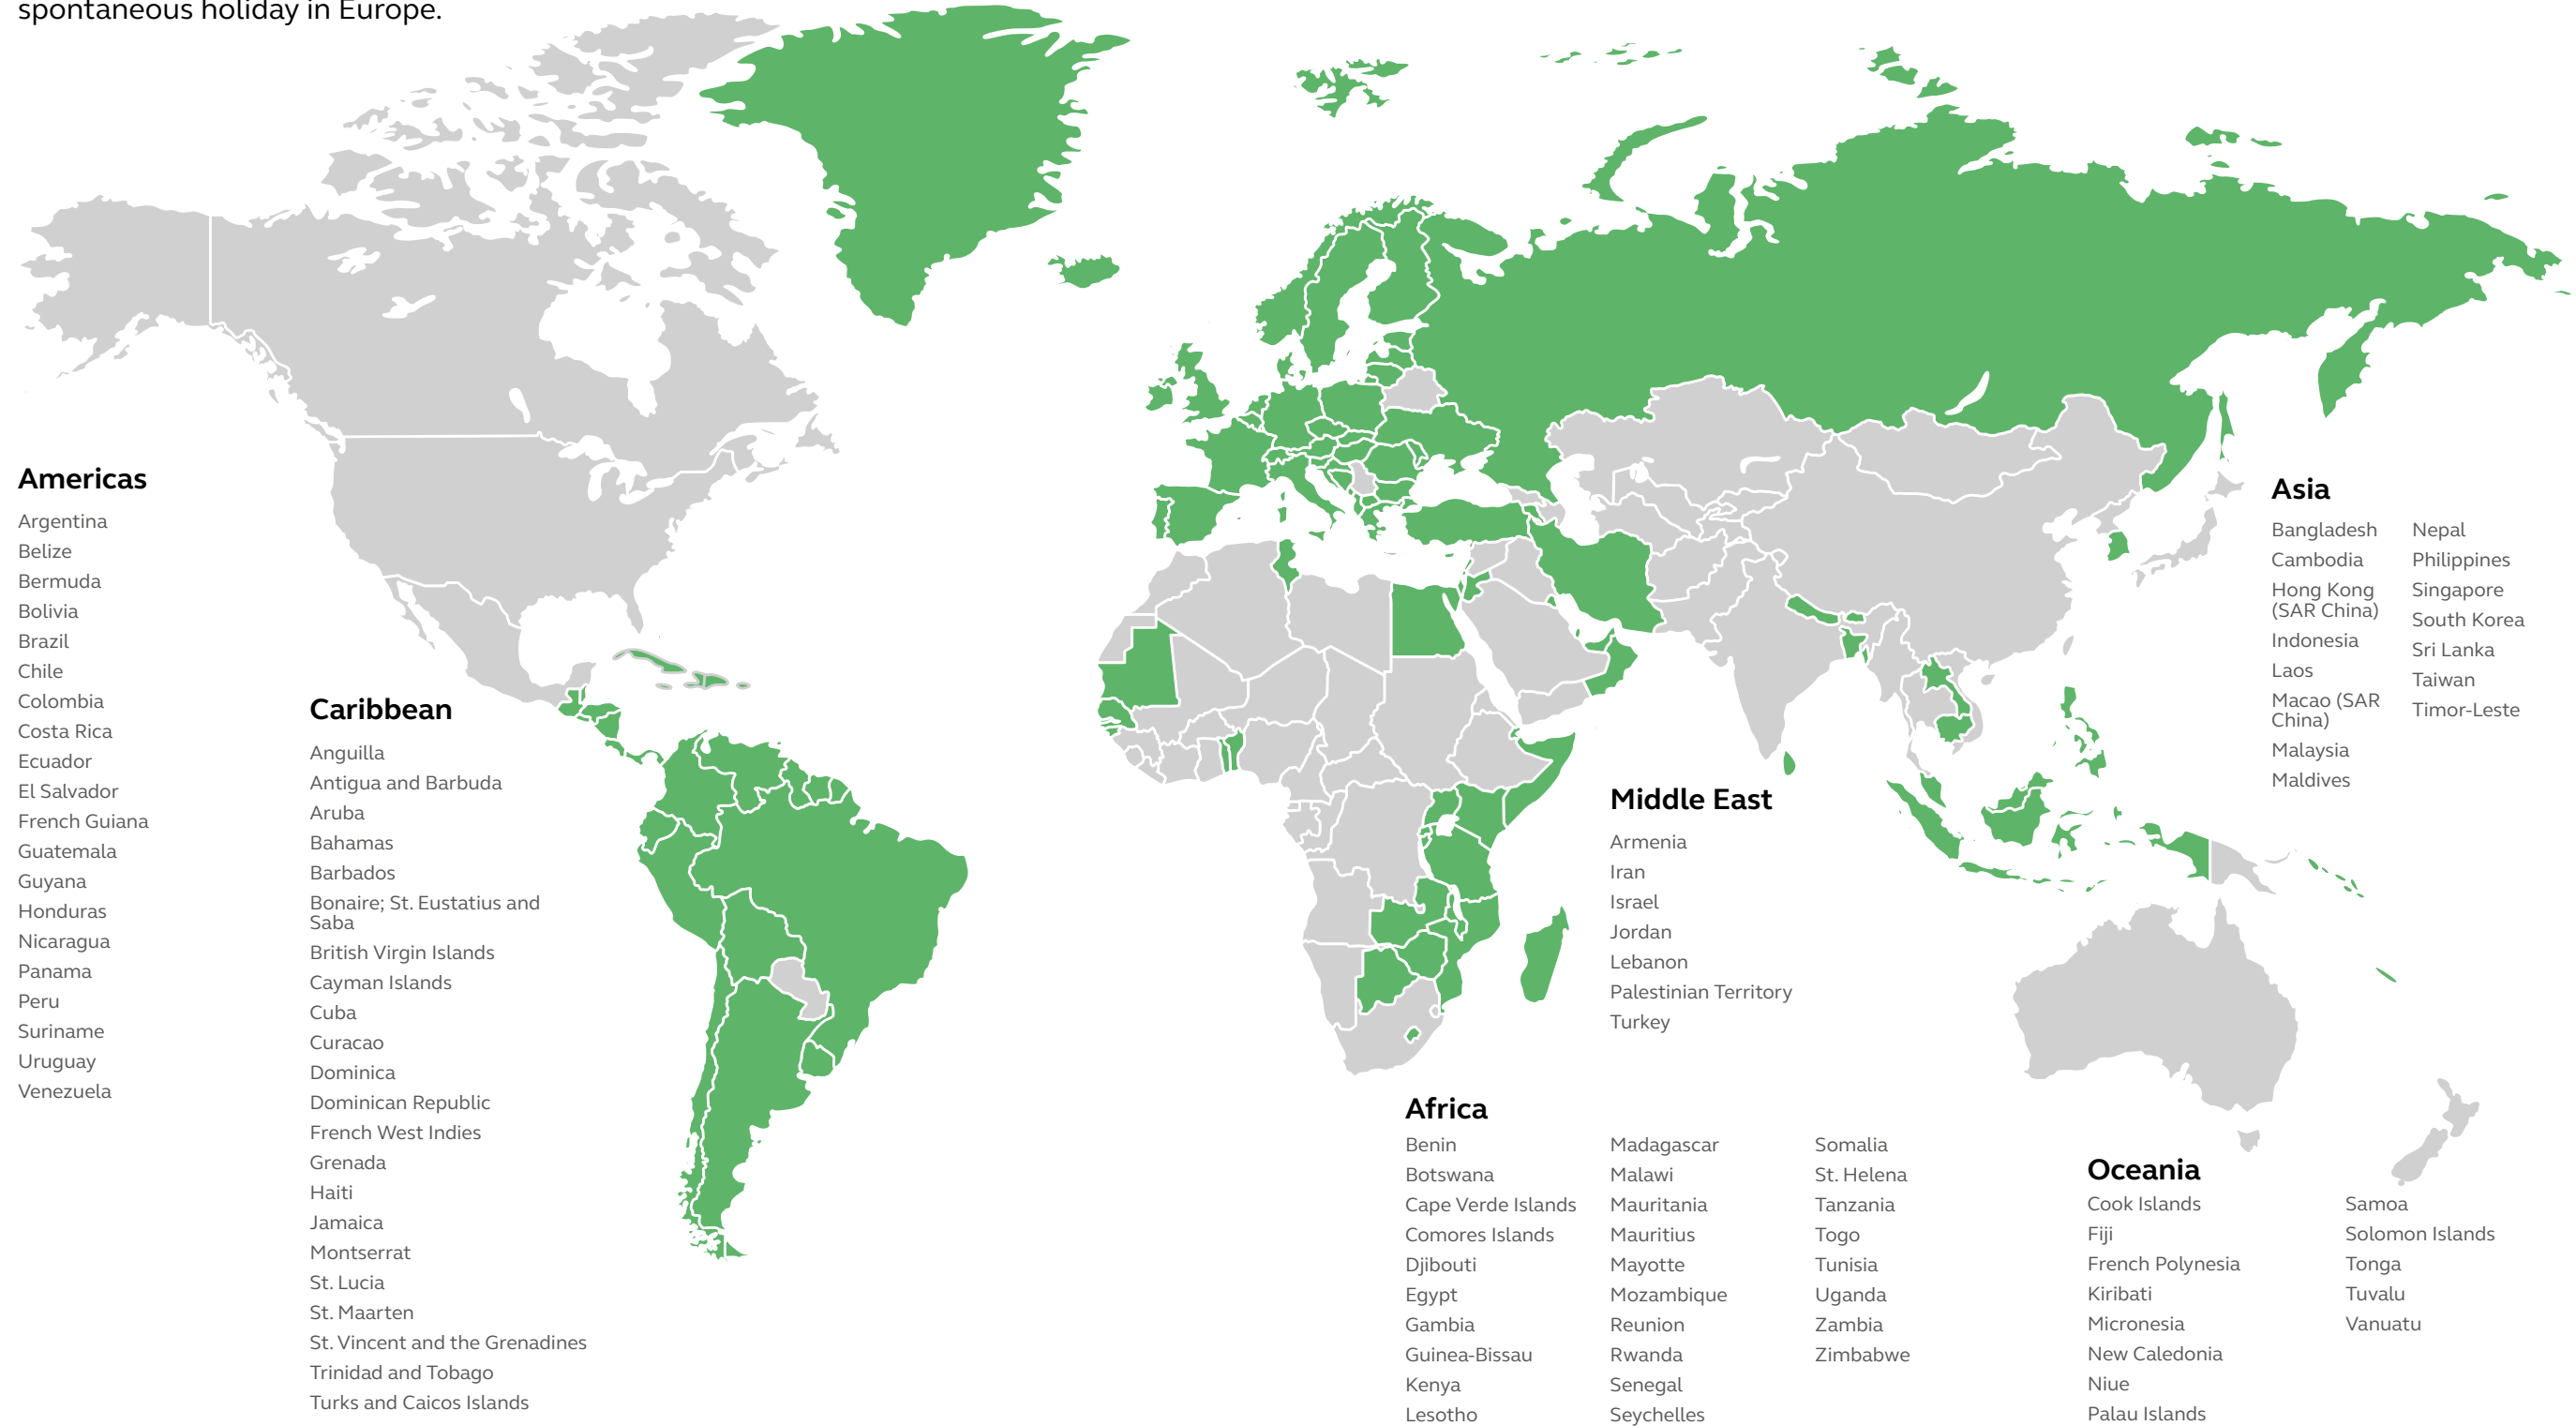 spontaneous holiday in Europe.
Americas
Argentina
Belize
Bermuda
Bolivia
Brazil
Chile
Colombia
Costa Rica
Ecuador
El Salvador
French Guiana
Guatemala
Guyana
Honduras
Nicaragua
Panama
Peru
Suriname
Uruguay
Venezuela
Caribbean
Anguilla
Antigua and Barbuda
Aruba
Bahamas
Barbados
Bonaire; St. Eustatius and
Saba
British Virgin Islands
Cayman Islands
Cuba
Curacao
Dominica
Dominican Republic
French West Indies
Grenada
Haiti
Jamaica
Montserrat
St. Lucia
St. Maarten
St. Vincent and the Grenadines
Trinidad and Tobago
Turks and Caicos Islands
Middle East
Armenia
Iran
Israel
Jordan
Lebanon
Palestinian Territory
Turkey
Africa
Benin
Botswana
Cape Verde Islands
Comores Islands
Djibouti
Egypt
Gambia
Guinea-Bissau
Kenya
Lesotho
Madagascar
Malawi
Mauritania
Mauritius
Mayotte
Mozambique
Reunion
Rwanda
Senegal
Seychelles
Somalia
St. Helena
Tanzania
Togo
Tunisia
Uganda
Zambia
Zimbabwe
Asia
Bangladesh
Cambodia
Hong Kong
(SAR China)
Indonesia
Laos
Macao (SAR
China)
Malaysia
Maldives
Nepal
Philippines
Singapore
South Korea
Sri Lanka
Taiwan
Timor-Leste
Oceania
Cook Islands
Fiji
French Polynesia
Kiribati
Micronesia
New Caledonia
Niue
Palau Islands
Samoa
Solomon Islands
Tonga
Tuvalu
Vanuatu